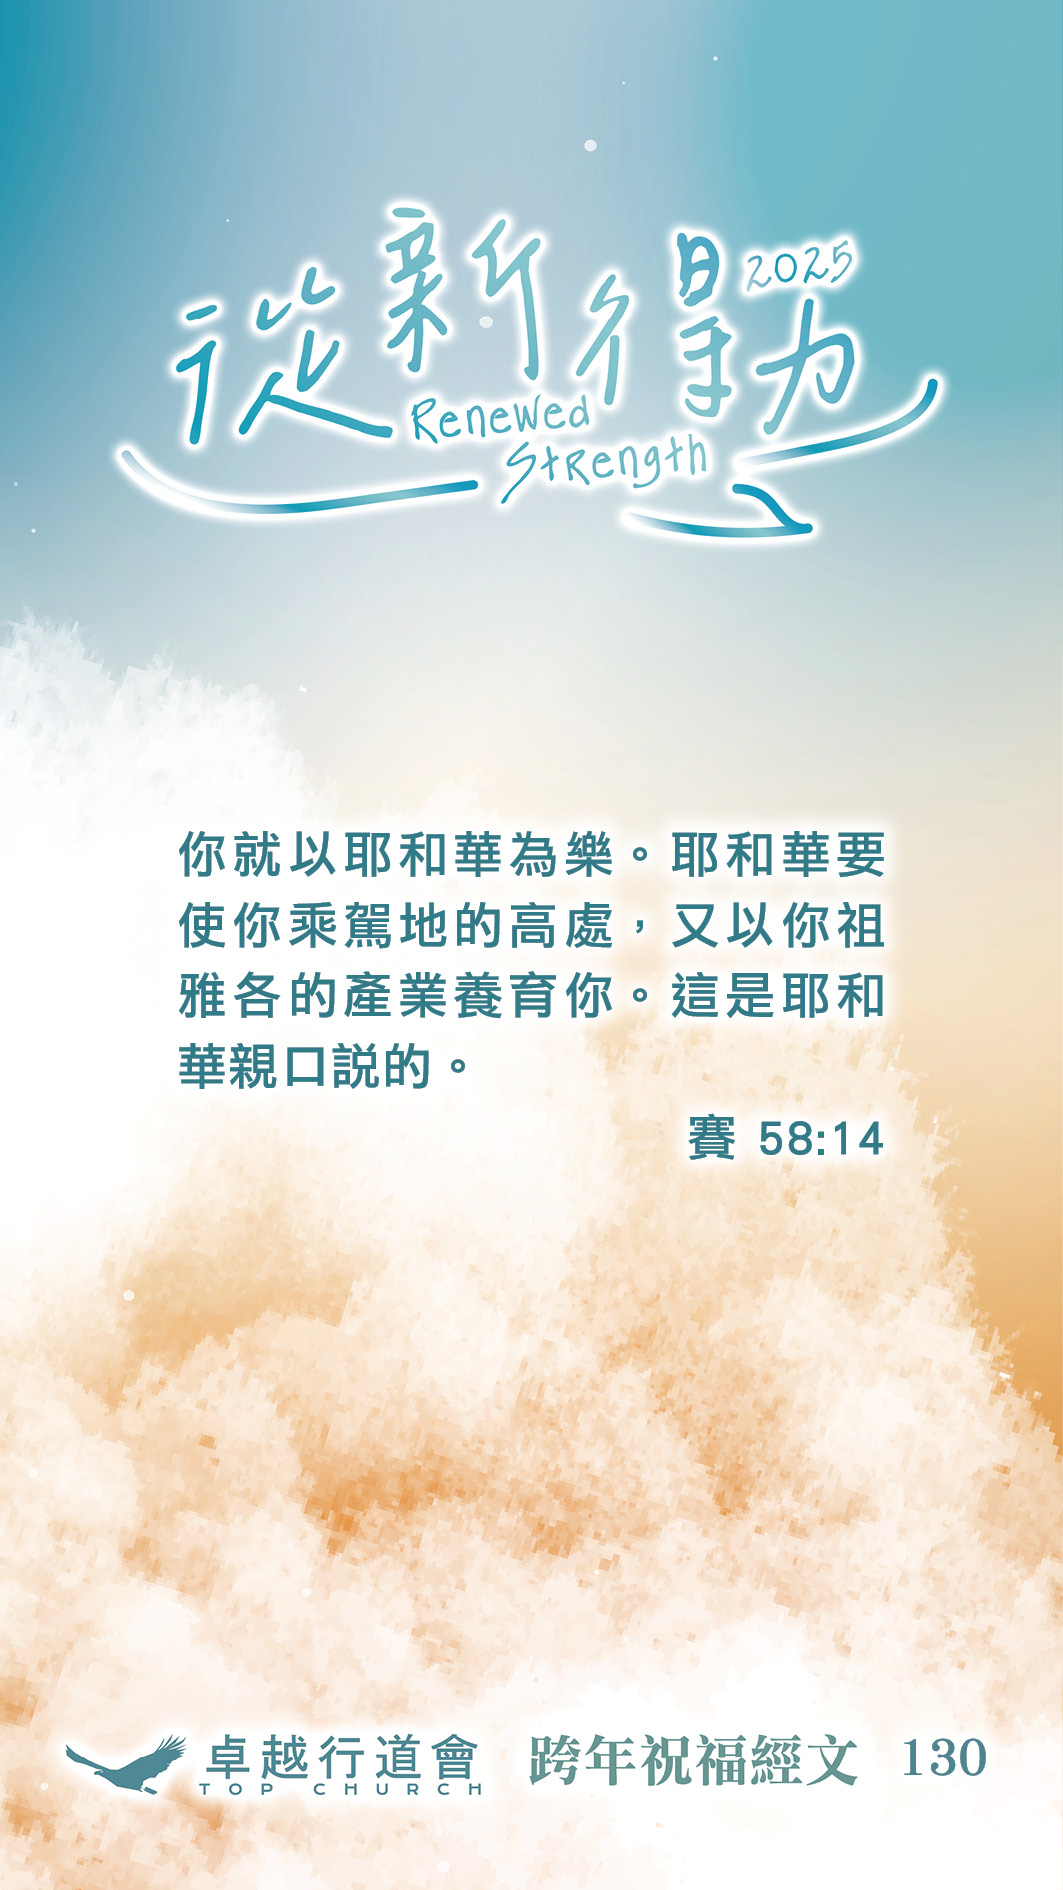 從新得力 2025
Renewed
Strength
你就以耶和華為樂。耶和華要
使你乘駕地的高處，又以你祖
雅各的產業養育你。這是耶和
華親口説的。
賽 58:14
卓越行道會 跨年祝福經文 130
TOP CHURCH